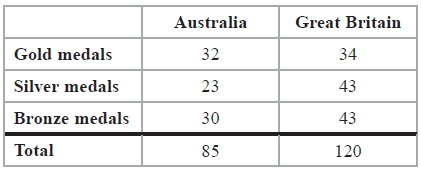 Australia Great Britain
Gold medals 32 34
Silver medals 23 43
Bronze medals 30 43
Total 85 120